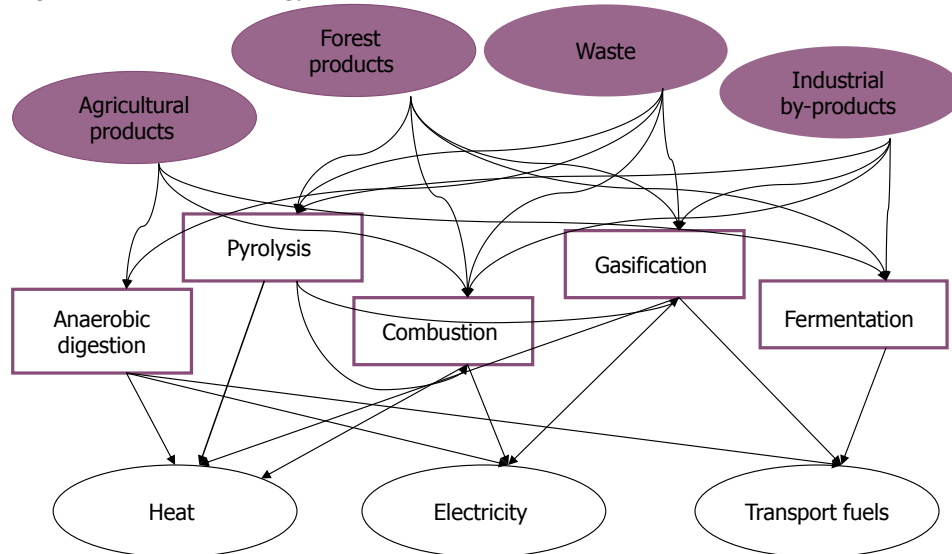 Forest
products
Waste
Industrial
by-products
Agricultural
products
Pyrolysis
Gasification
Anaerobic
digestion
Combustion
Fermentation
Heat
Electricity
Transport fuels